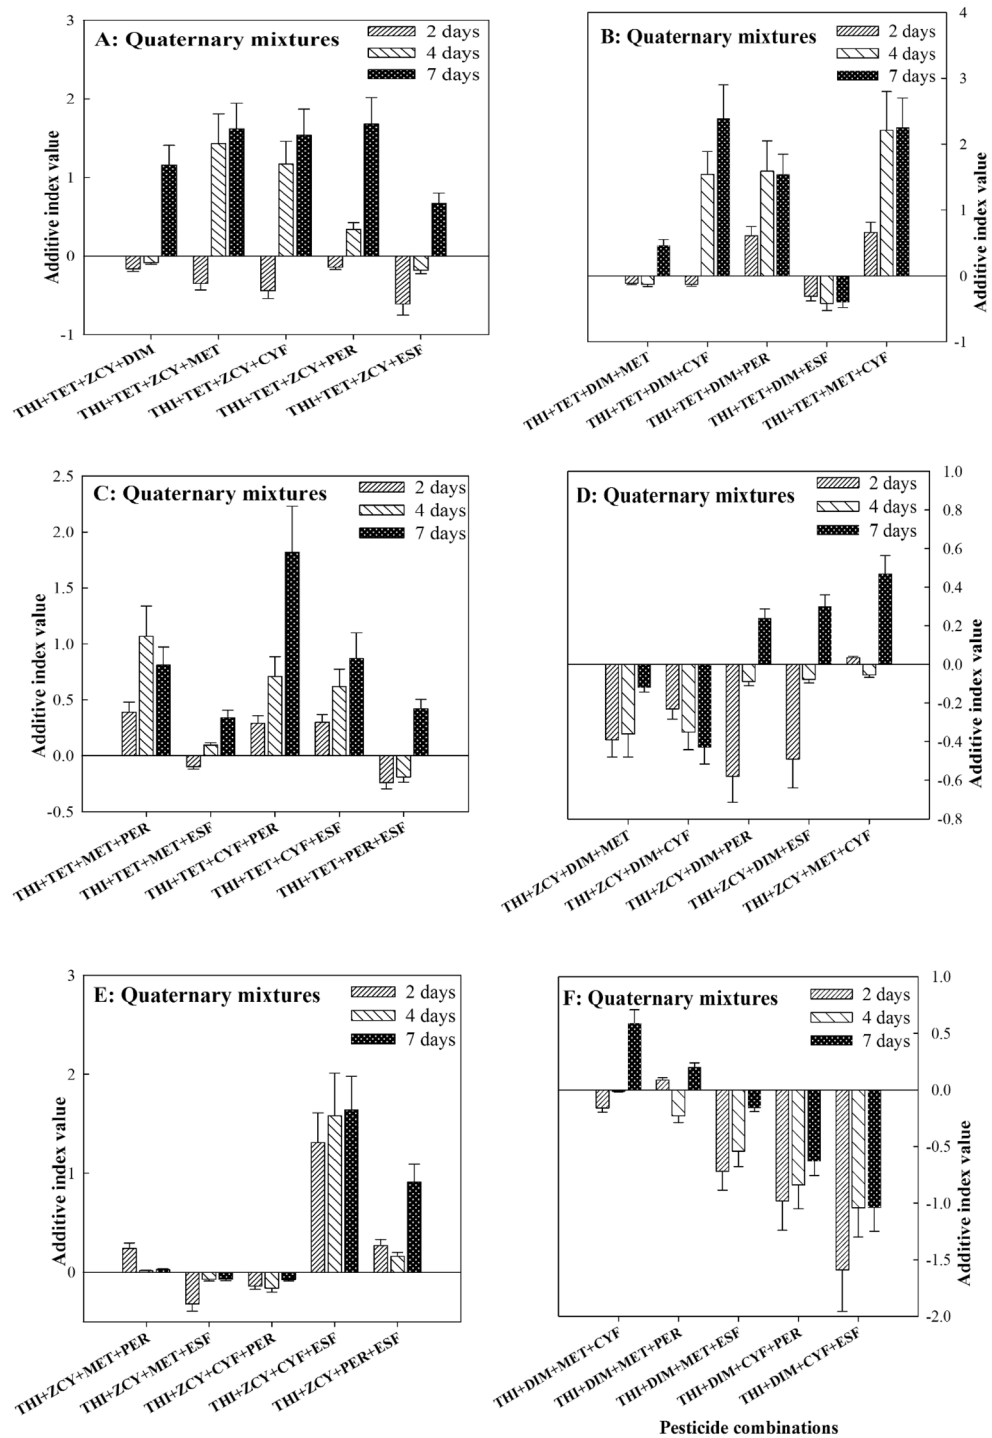 A: Quaternary mixtures
2 days
4 days
7 days
3
2
1
0
-1
Additive index value
THI+TET+ZCY+DIM
THI+TET+ZCY+MET
THI+TET+ZCY+CYF
THI+TET+ZCY+PER
THI+TET+ZCY+ESF
B: Quaternary mixtures
2 days
4 days
7 days
4
3
2
1
0
-1
Additive index value
THI+TET+DIM+MET
THI+TET+DIM+CYF
THI+TET+DIM+PER
THI+TET+DIM+ESF
THI+TET+MET+CYF
C: Quaternary mixtures
2 days
4 days
7 days
2.5
2.0
1.5
1.0
0.5
0.0
-0.5
Additive index value
THI+TET+MET+PER
THI+TET+MET+ESF
THI+TET+CYF+PER
THI+TET+CYF+ESF
THI+TET+PER+ESF
D: Quaternary mixtures
2 days
4 days
7 days
1.0
0.8
0.6
0.4
0.2
0.0
-0.2
-0.4
-0.6
-0.8
Additive index value
THI+ZCY+DIM+MET
THI+ZCY+DIM+CYF
THI+ZCY+DIM+PER
THI+ZCY+DIM+ESF
THI+ZCY+MET+CYF
E: Quaternary mixtures
2 days
4 days
7 days
3
2
1
0
Additive index value
THI+ZCY+MET+PER
THI+ZCY+MET+ESF
THI+ZCY+CYF+PER
THI+ZCY+CYF+ESF
THI+ZCY+PER+ESF
F: Quaternary mixtures
2 days
4 days
7 days
1.0
0.5
0.0
-0.5
-1.0
-1.5
-2.0
Additive index value
THI+DIM+MET+CYF
THI+DIM+MET+PER
THI+DIM+MET+ESF
THI+DIM+CYF+PER
THI+DIM+CYF+ESF
Pesticide combinations